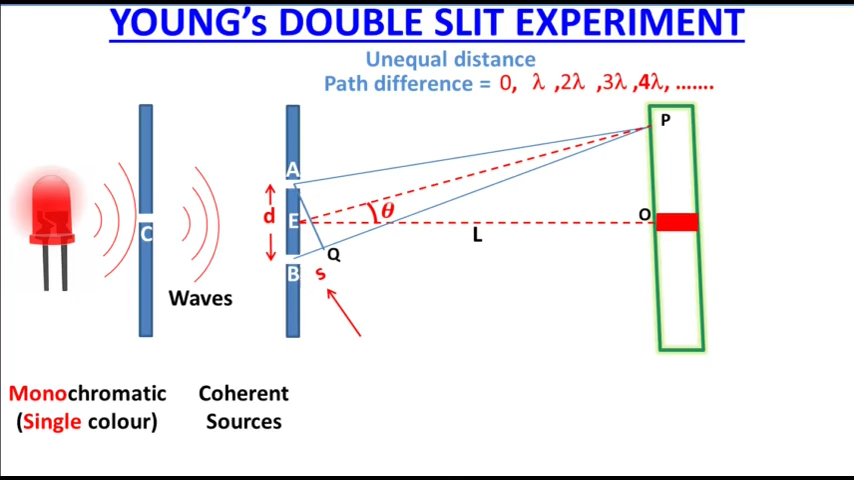 YOUNG's DOUBLE SLIT EXPERIMENT
Unequal distance
Path difference = 0, λ ,2λ ,3λ ,4λ, .......
P
A
d
E
θ
O
C
L
Q
B
s
Waves
Monochromatic
(Single colour)
Coherent
Sources